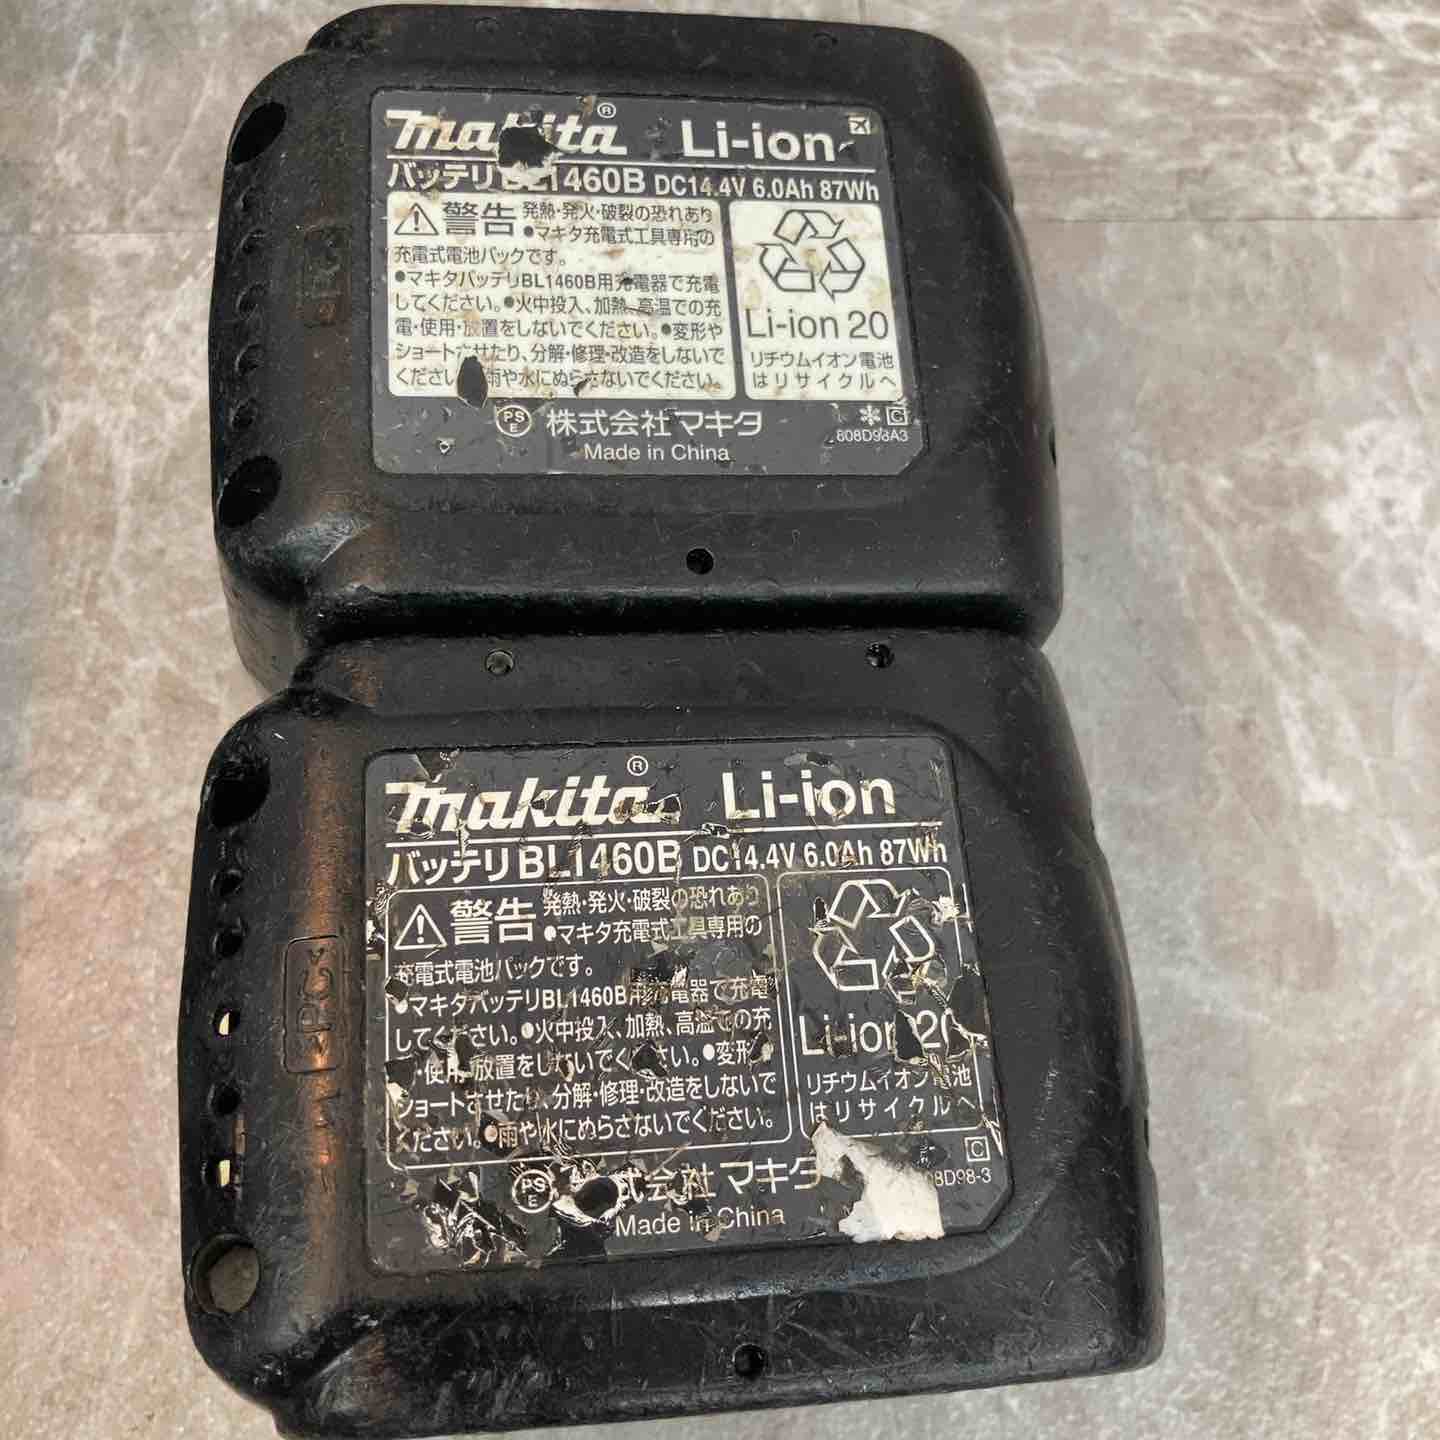 makita® Li-ion
バッテリ BL1460B DC14.4V 6.0Ah 87Wh
警告 発熱・発火・破裂の恐れあり
●マキタ充電式工具専用の
充電式電池パックです。
●マキタバッテリBL1460B用充電器で充電
してください。●火中投入、加熱、高温での充
電・使用・放置をしないでください。●変形や
ショートさせたり、分解・修理・改造をしないで
ください。●雨や水にぬらさないでください。
Li-ion 20
リチウムイオン電池
はリサイクルへ
PS
E 株式会社マキタ
C
808D98A3
Made in China
PC
makita® Li-ion
バッテリ BL1460B DC14.4V 6.0Ah 87Wh
警告 発熱・発火・破裂の恐れあり
●マキタ充電式工具専用の
充電式電池パックです。
●マキタバッテリBL1460B用充電器で充電
してください。●火中投入、加熱、高温での充
・使用・放置をしないでください。●変形
ショートさせたり、分解・修理・改造をしないで
ください。●雨や水にぬらさないでください。
Li-ion 20
リチウムイオン電池
はリサイクルへ
PS
E 式会社マキタ
C
08D98-3
Made in China
>PC<